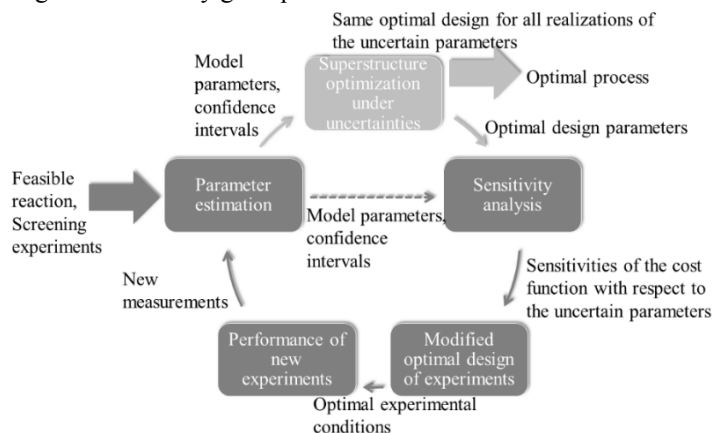 Same optimal design for all realizations of
the uncertain parameters
Model
parameters,
confidence
intervals
Superstructure
optimization
under
uncertainties
Optimal process
Optimal design parameters
Feasible
reaction,
Screening
experiments
Parameter
estimation
Model parameters,
confidence
intervals
Sensitivity
analysis
Sensitivities of the cost
function with respect to
the uncertain parameters
New
measurements
Performance of
new
experiments
Modified
optimal design
of experiments
Optimal experimental
conditions